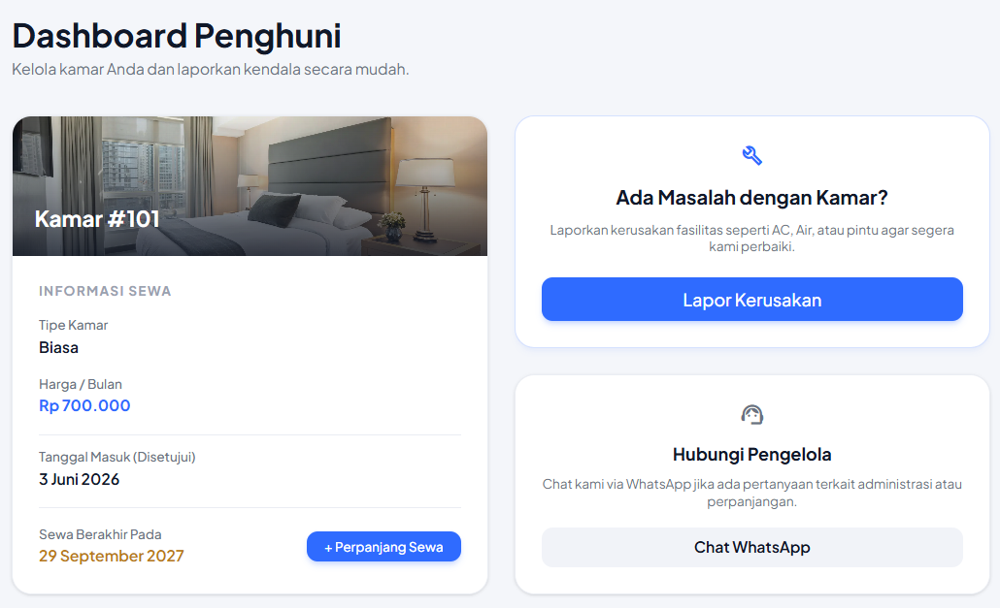 Dashboard Penghuni
Kelola kamar Anda dan laporkan kendala secara mudah.
Kamar #101
INFORMASI SEWA
Tipe Kamar
Biasa
Harga / Bulan
Rp 700.000
Tanggal Masuk (Disetujui)
3 Juni 2026
Sewa Berakhir Pada
29 September 2027
+ Perpanjang Sewa
Ada Masalah dengan Kamar?
Laporkan kerusakan fasilitas seperti AC, Air, atau pintu agar segera
kami perbaiki.
Lapor Kerusakan
Hubungi Pengelola
Chat kami via WhatsApp jika ada pertanyaan terkait administrasi atau
perpanjangan.
Chat WhatsApp